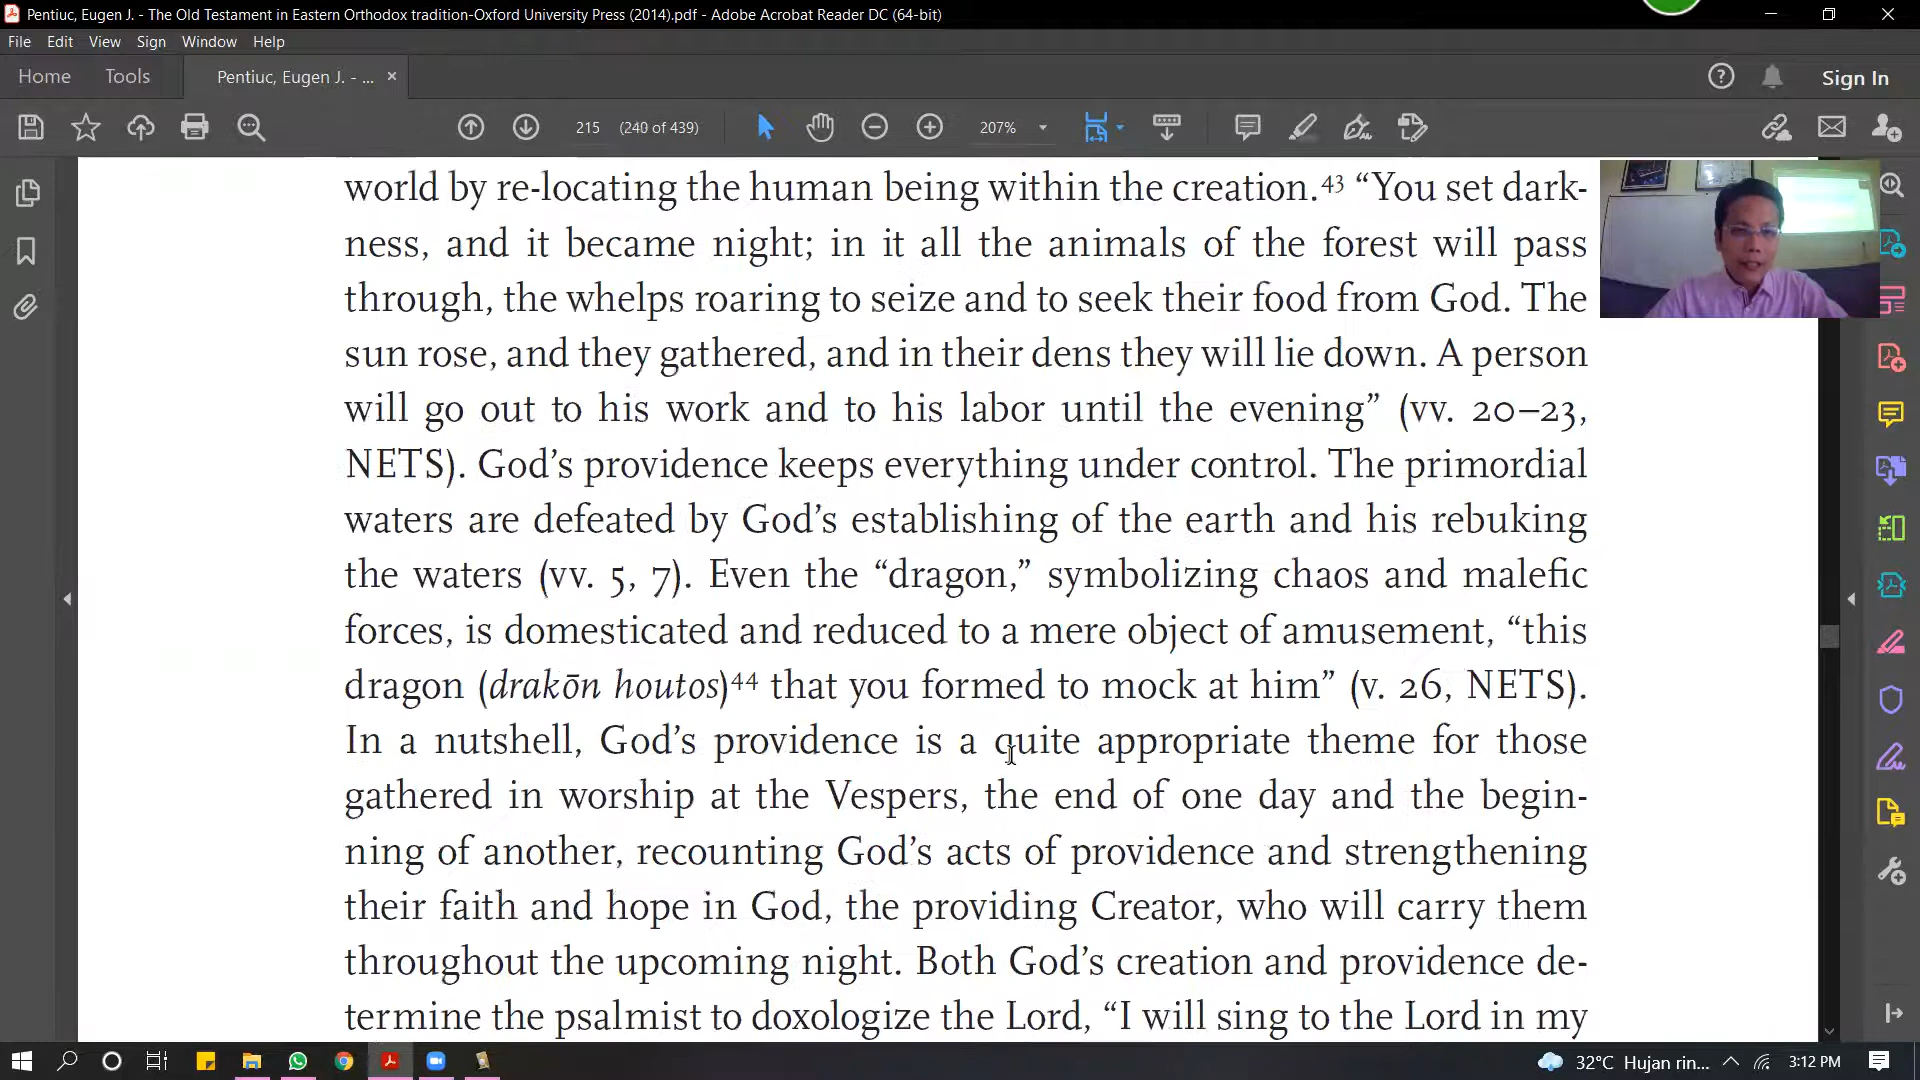 Pentiuc, Eugen J. - The Old Testament in Eastern Orthodox tradition-Oxford University Press (2014).pdf - Adobe Acrobat Reader DC (64-bit)
File Edit View Sign Window Help
Home Tools Pentiuc, Eugen J. - ... × Sign In
215 (240 of 439) 207%
world by re-locating the human being within the creation.43 “You set dark-
ness, and it became night; in it all the animals of the forest will pass
through, the whelps roaring to seize and to seek their food from God. The
sun rose, and they gathered, and in their dens they will lie down. A person
will go out to his work and to his labor until the evening” (vv. 20–23,
NETS). God’s providence keeps everything under control. The primordial
waters are defeated by God’s establishing of the earth and his rebuking
the waters (vv. 5, 7). Even the “dragon,” symbolizing chaos and malefic
forces, is domesticated and reduced to a mere object of amusement, “this
dragon (drakōn houtos)44 that you formed to mock at him” (v. 26, NETS).
In a nutshell, God’s providence is a quite appropriate theme for those
gathered in worship at the Vespers, the end of one day and the begin-
ning of another, recounting God’s acts of providence and strengthening
their faith and hope in God, the providing Creator, who will carry them
throughout the upcoming night. Both God’s creation and providence de-
termine the psalmist to doxologize the Lord, “I will sing to the Lord in my
32°C Hujan rin... 3:12 PM